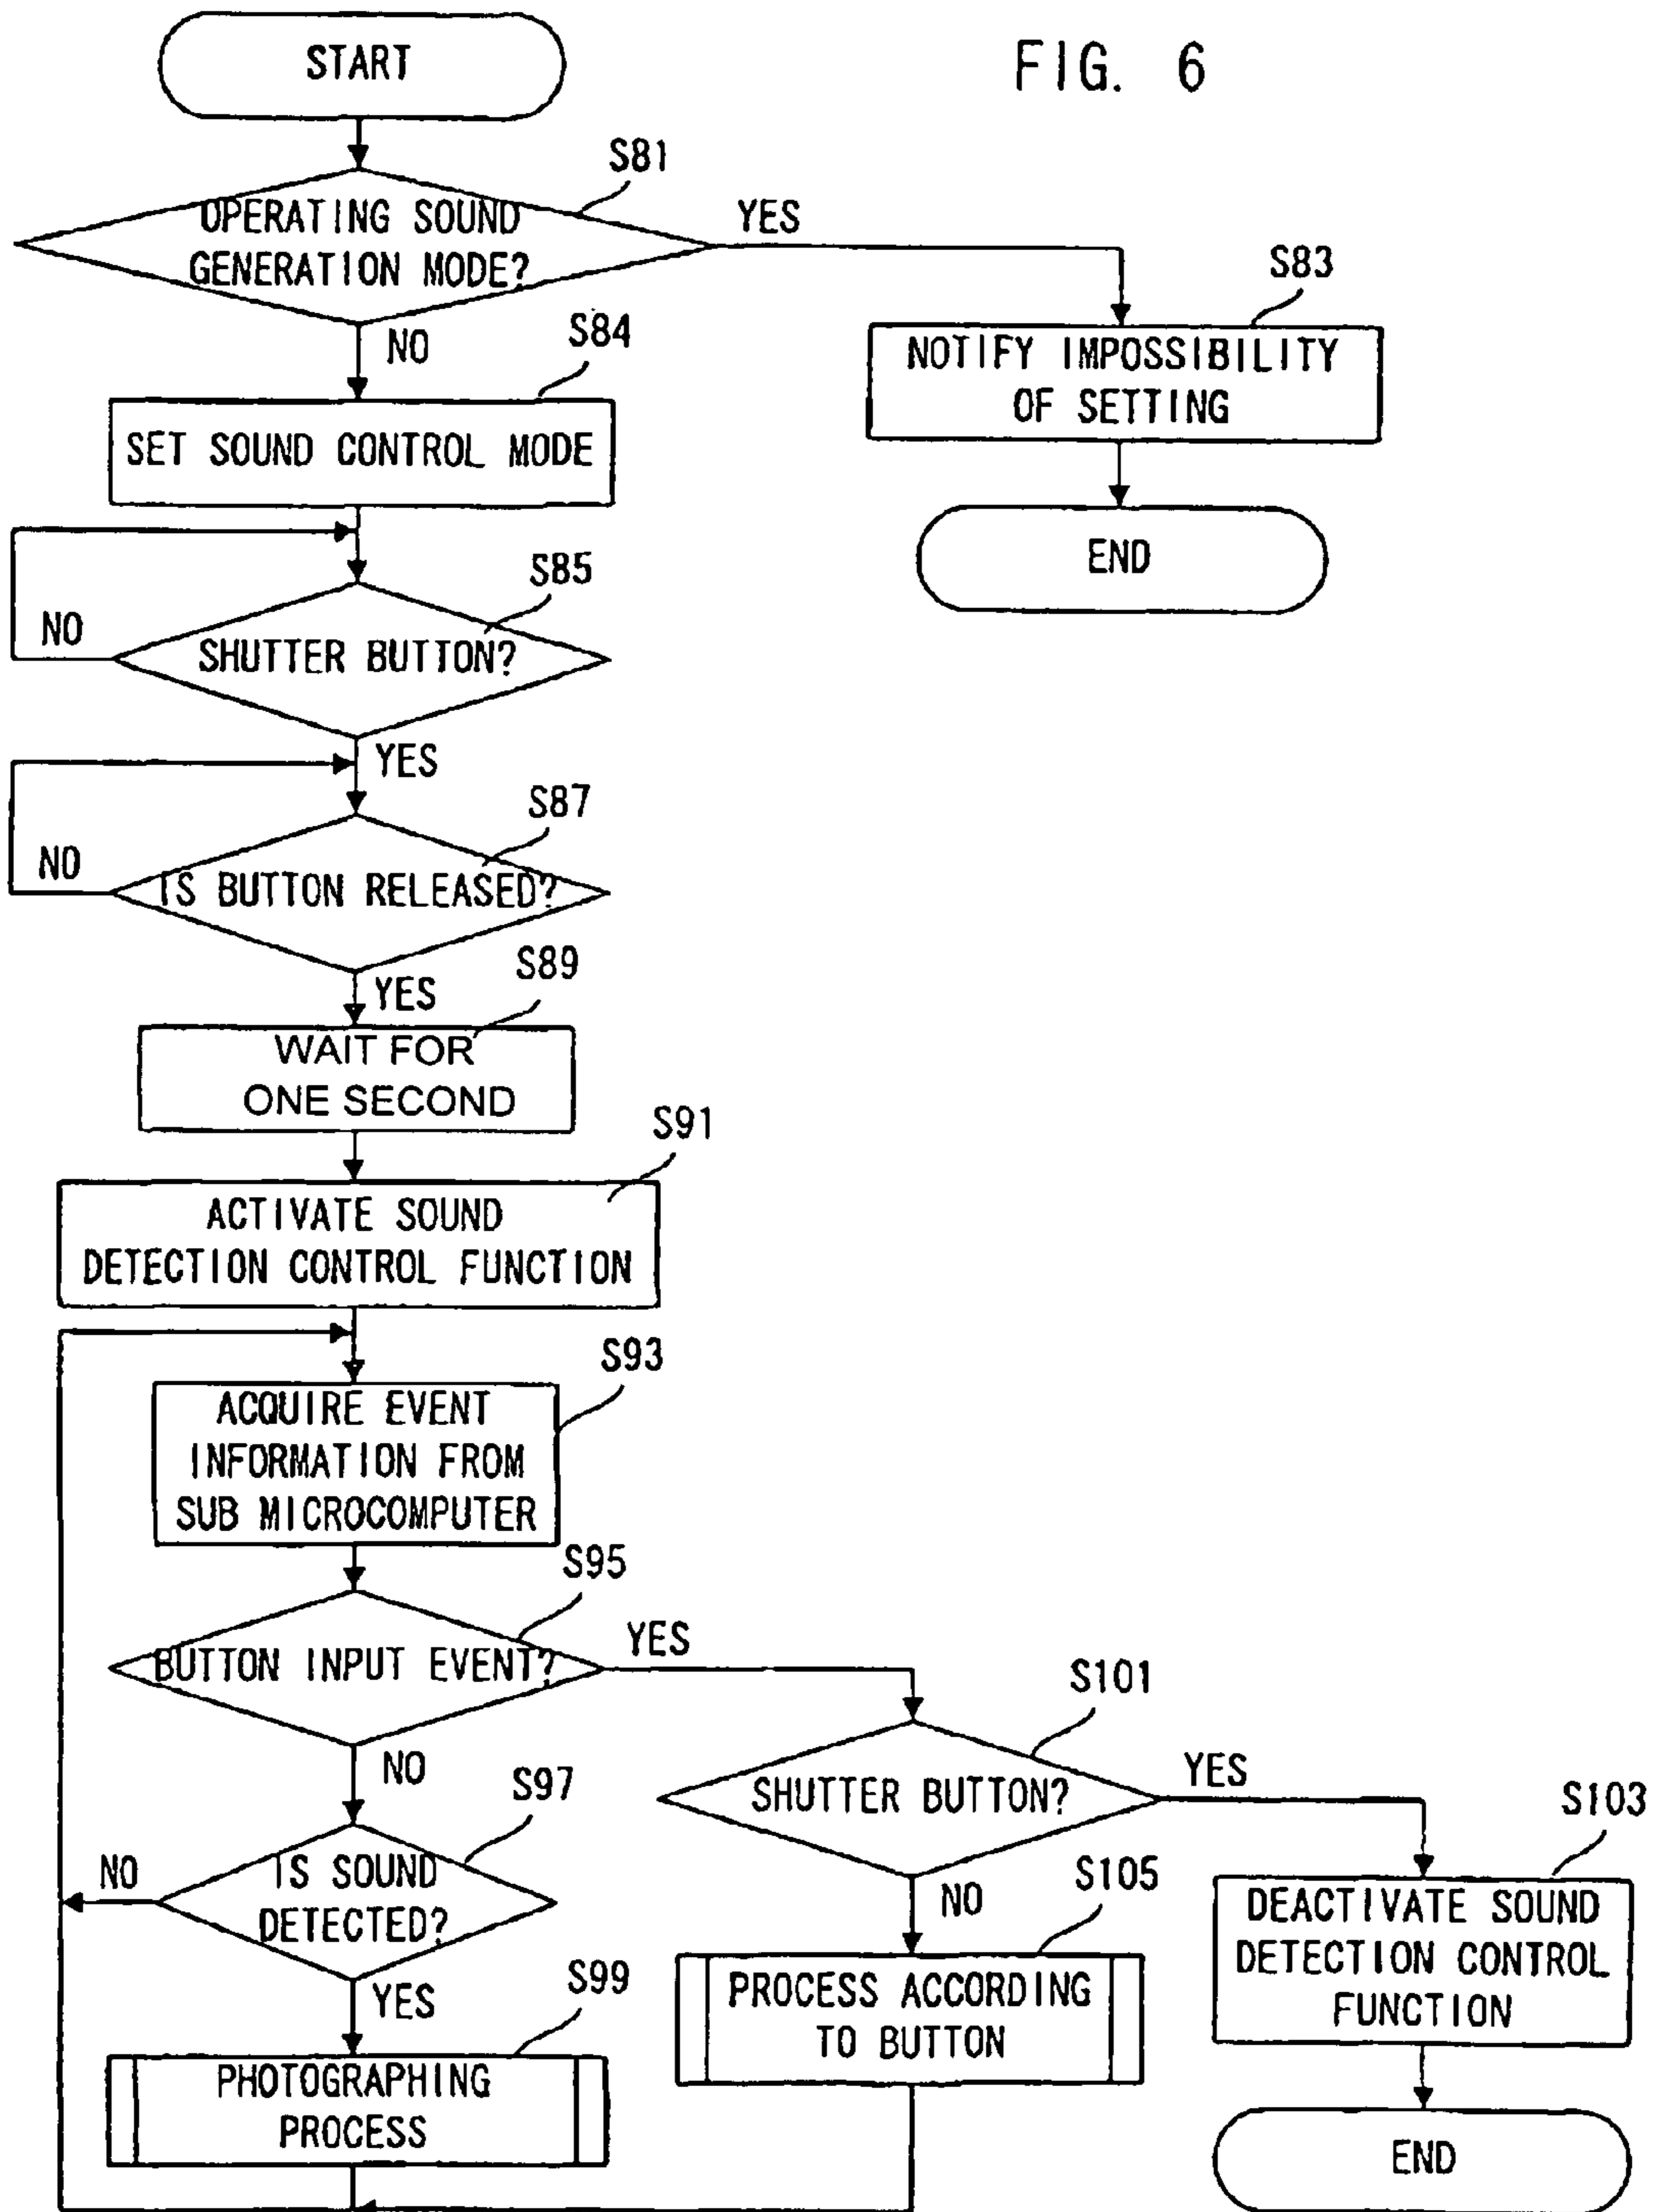 START
FIG. 6
S81
OPERATING SOUND
GENERATION MODE?
YES
S83
NOTIFY IMPOSSIBILITY
OF SETTING
END
NO
S84
SET SOUND CONTROL MODE
S85
NO
SHUTTER BUTTON?
YES
S87
NO
IS BUTTON RELEASED?
YES
S89
WAIT FOR
ONE SECOND
S91
ACTIVATE SOUND
DETECTION CONTROL FUNCTION
S93
ACQUIRE EVENT
INFORMATION FROM
SUB MICROCOMPUTER
S95
BUTTON INPUT EVENT?
YES
NO
S97
NO
IS SOUND
DETECTED?
YES
S99
PHOTOGRAPHING
PROCESS
S101
SHUTTER BUTTON?
YES
NO
S105
PROCESS ACCORDING
TO BUTTON
S103
DEACTIVATE SOUND
DETECTION CONTROL
FUNCTION
END